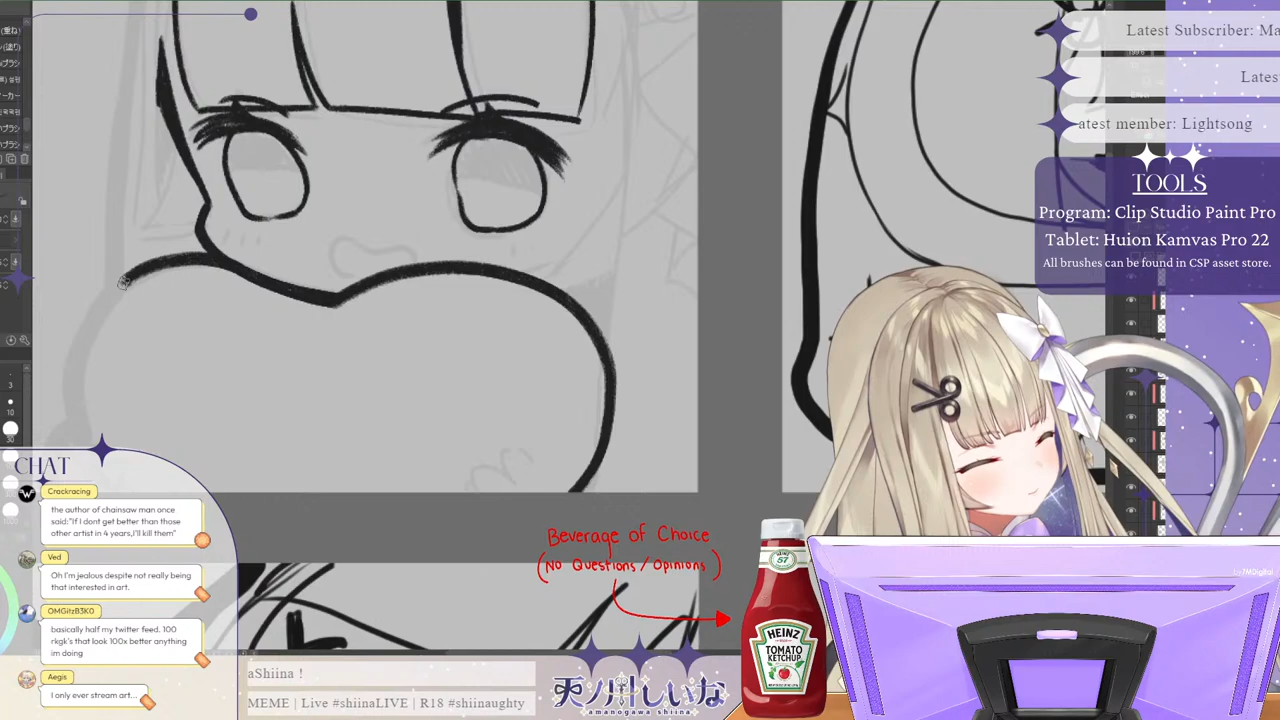 Latest Subscriber: Ma
Lates
atest member: Lightsong
TOOLS
Program: Clip Studio Paint Pro
Tablet: Huion Kamvas Pro 22
All brushes can be found in CSP asset store.
CHAT
Crackracing
the author of chainsaw man once
said:"If I dont get better than those
other artist in 4 years,I'll kill them"
Ved
Oh I'm jealous despite not really being
that interested in art.
OMGitzB3K0
basically half my twitter feed. 100
rkgk's that look 100x better anything
im doing
Aegis
I only ever stream art...
Beverage of Choice
(No Questions/Opinions)
57
HEINZ
TOMATO
KETCHUP
aShiina !
MEME | Live #shiinaLIVE | R18 #shiinaughty
天ノ川しいな
amanogawa shiina
3
10
30